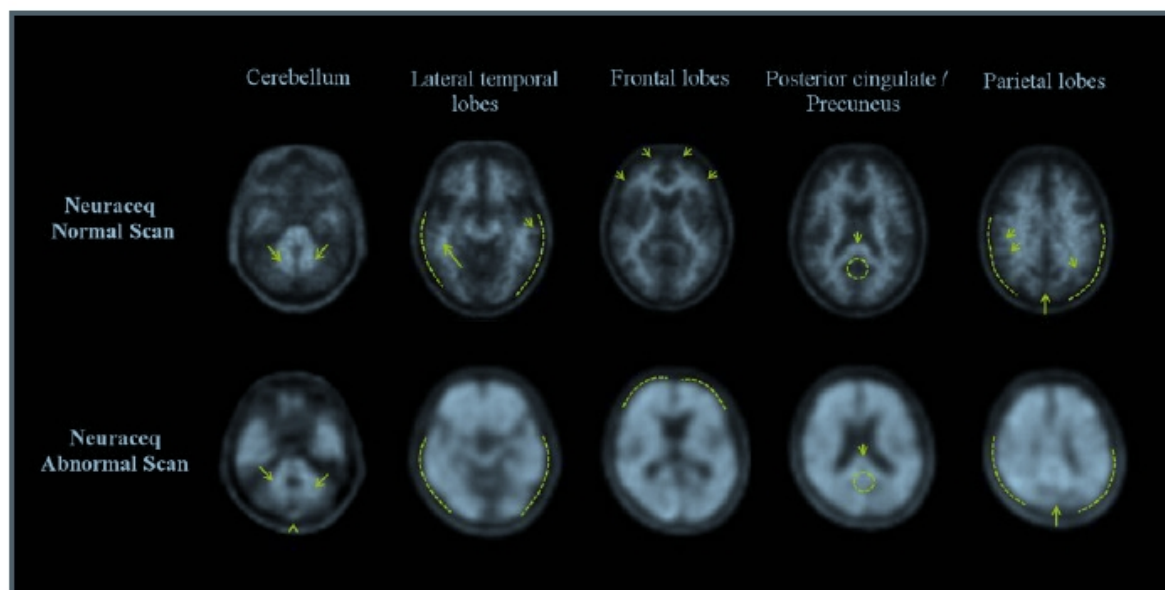 Cerebellum
Lateral temporal
lobes
Frontal lobes
Posterior cingulate /
Precuneus
Parietal lobes
Neuraceq
Normal Scan
Neuraceq
Abnormal Scan